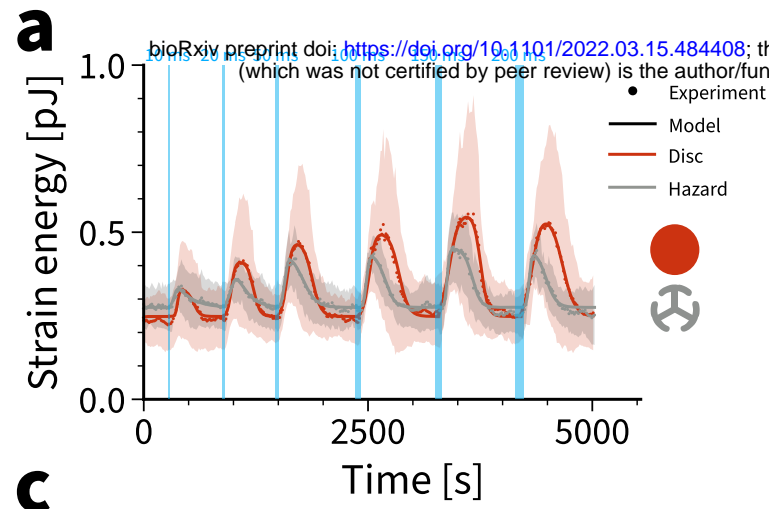 a
bioRxiv preprint doi: https://doi.org/10.1101/2022.03.15.484408; th
10 ms 20 ms 50 ms 100 ms 150 ms 200 ms
(which was not certified by peer review) is the author/fun
Experiment
Model
Disc
Hazard
Strain energy [pJ]
1.0
0.5
0.0
0 2500 5000
Time [s]
c